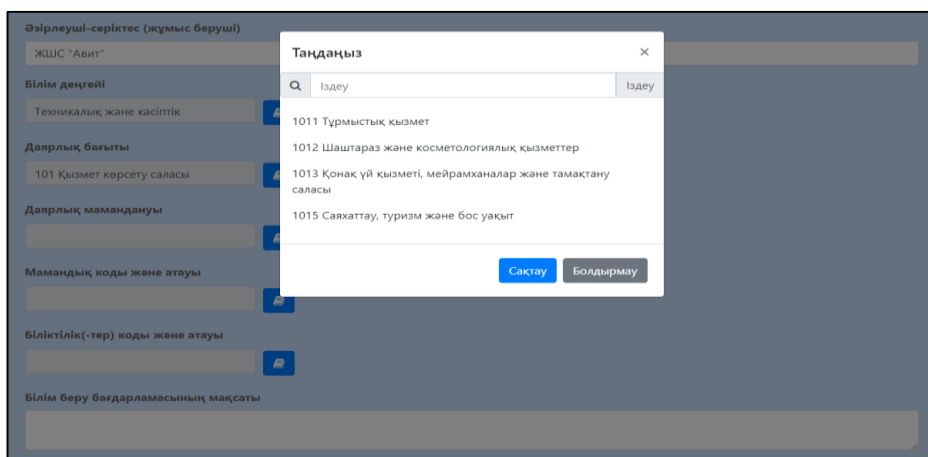 Әзірлеуші-серіктес (жұмыс беруші)
ЖШС "Авит"
Білім деңгейі
Техникалық және кәсіптік
Даярлық бағыты
101 Қызмет көрсету саласы
Даярлық мамандануы
Мамандық коды және атауы
Біліктілік(-тер) коды және атауы
Білім беру бағдарламасының мақсаты
Таңдаңыз
×
Іздеу
Іздеу
1011 Тұрмыстық қызмет
1012 Шаштараз және косметологиялық қызметтер
1013 Қонақ үй қызметі, мейрамханалар және тамақтану
саласы
1015 Саяхаттау, туризм және бос уақыт
Сақтау
Болдырмау